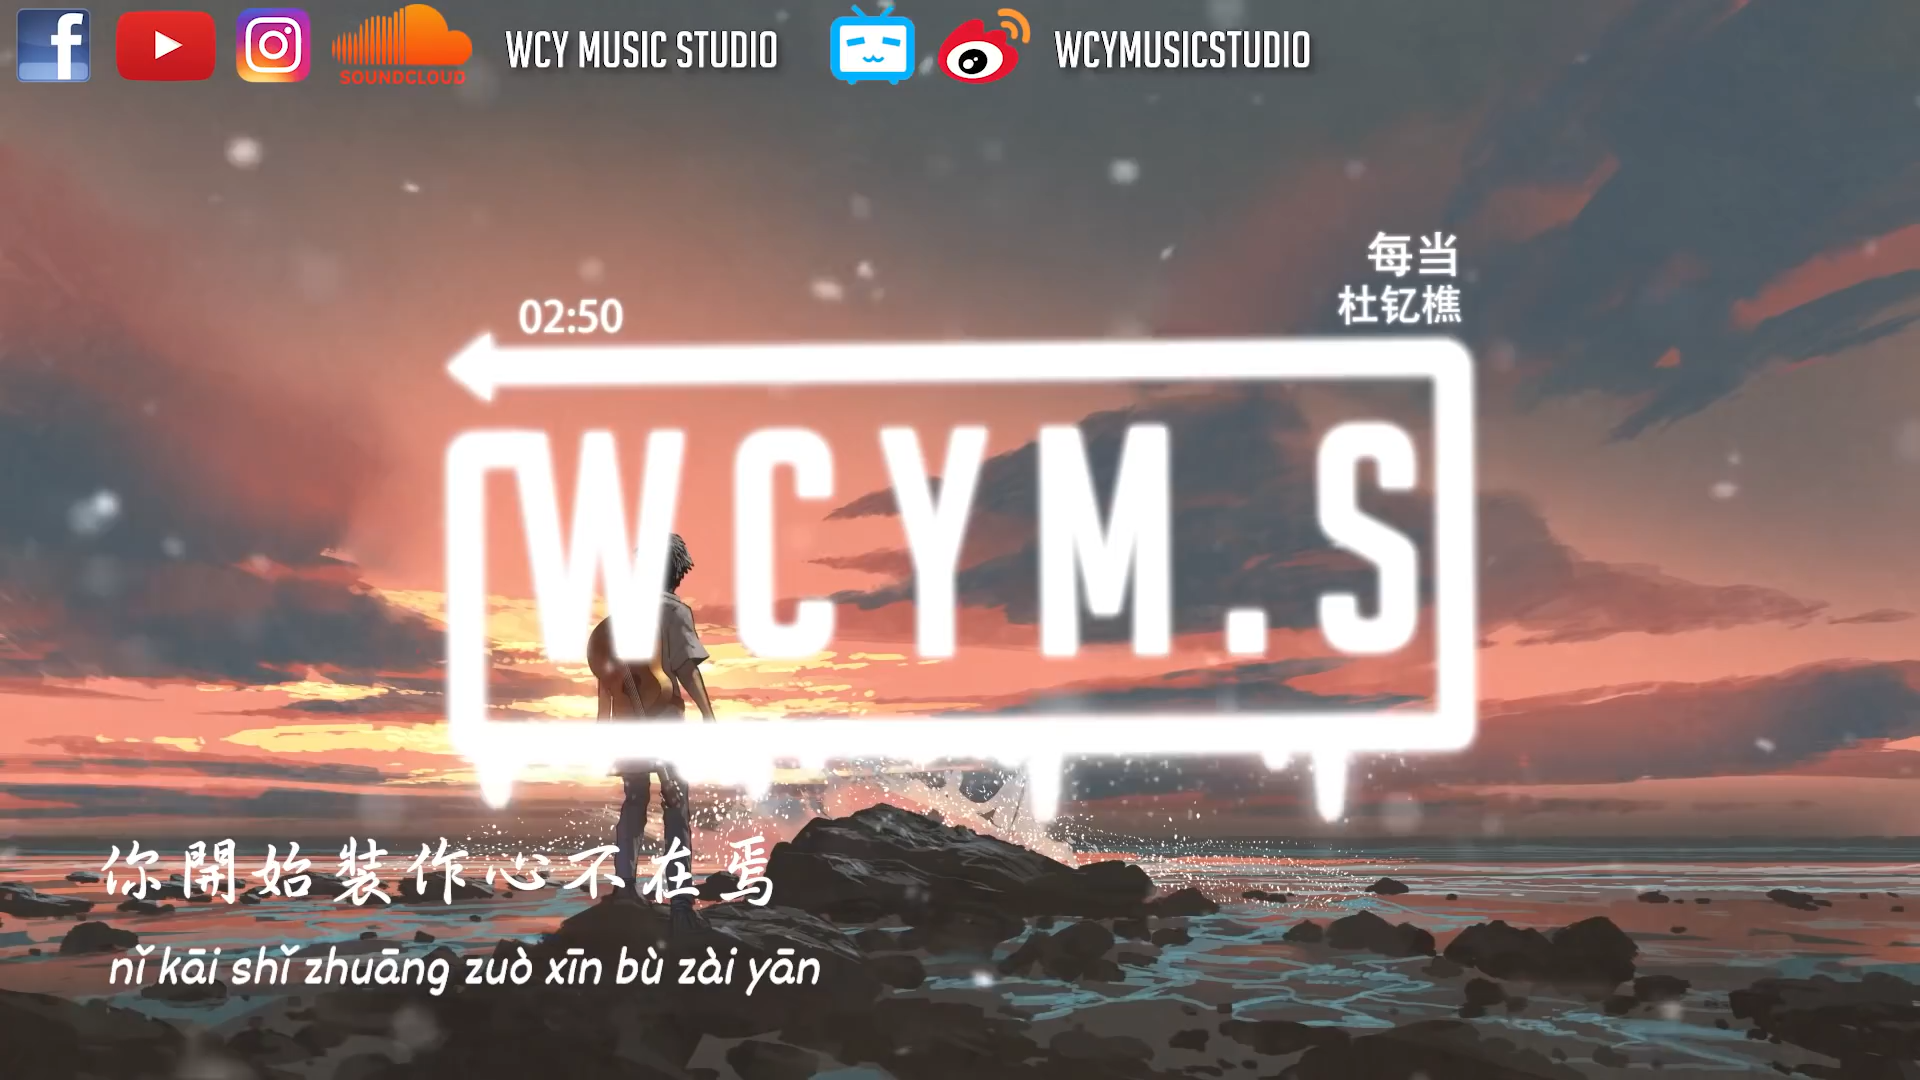 SOUNDCLOUD
WCY MUSIC STUDIO
WCYMUSICSTUDIO
每当
杜钇樵
02:50
WCYM.S
你開始裝作心不在焉
nǐ kāi shǐ zhuāng zuò xīn bù zài yān